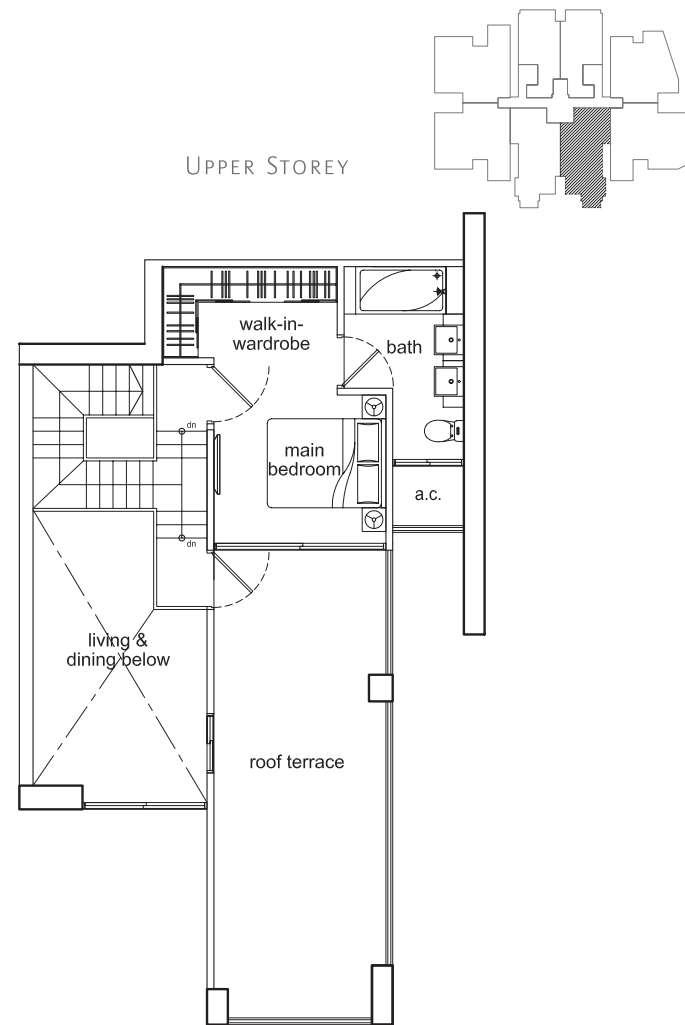 UPPER STOREY
walk-in-
wardrobe
bath
dn
main
bedroom
a.c.
dn
living &
dining below
roof terrace